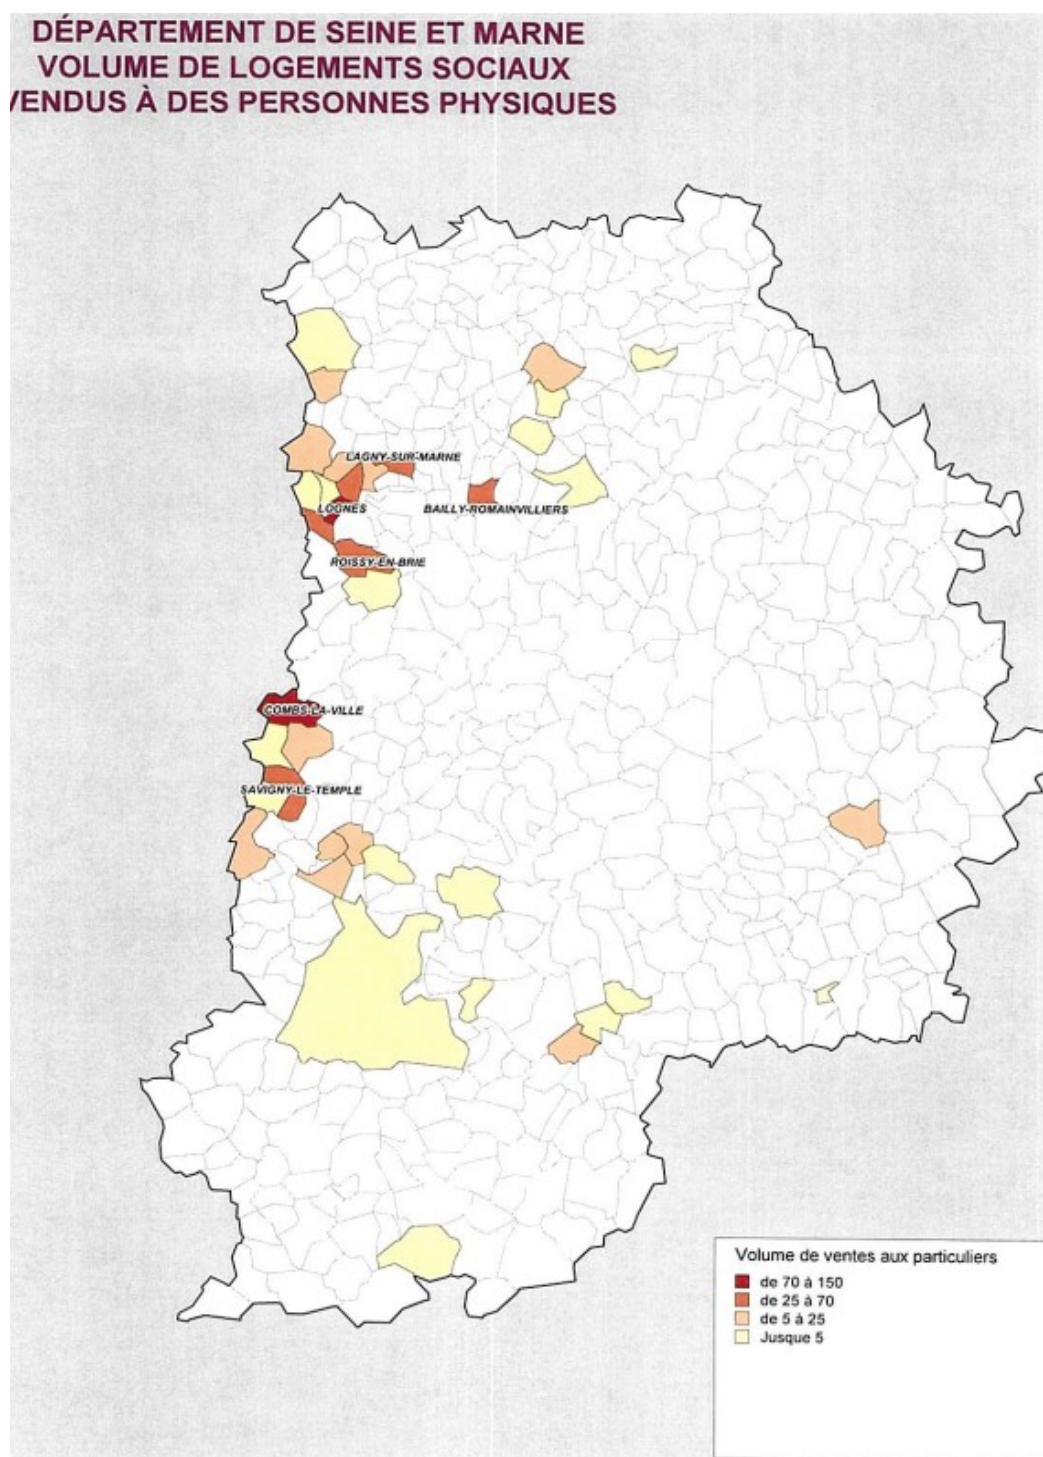 DÉPARTEMENT DE SEINE ET MARNE
VOLUME DE LOGEMENTS SOCIAUX
VENDUS À DES PERSONNES PHYSIQUES
LAGNY-SUR-MARNE
LOGNES
BAILLY-ROMAINVILLIERS
ROISSY-EN-BRIE
COMBS-LA-VILLE
SAVIGNY-LE-TEMPLE
Volume de ventes aux particuliers
de 70 à 150
de 25 à 70
de 5 à 25
Jusque 5